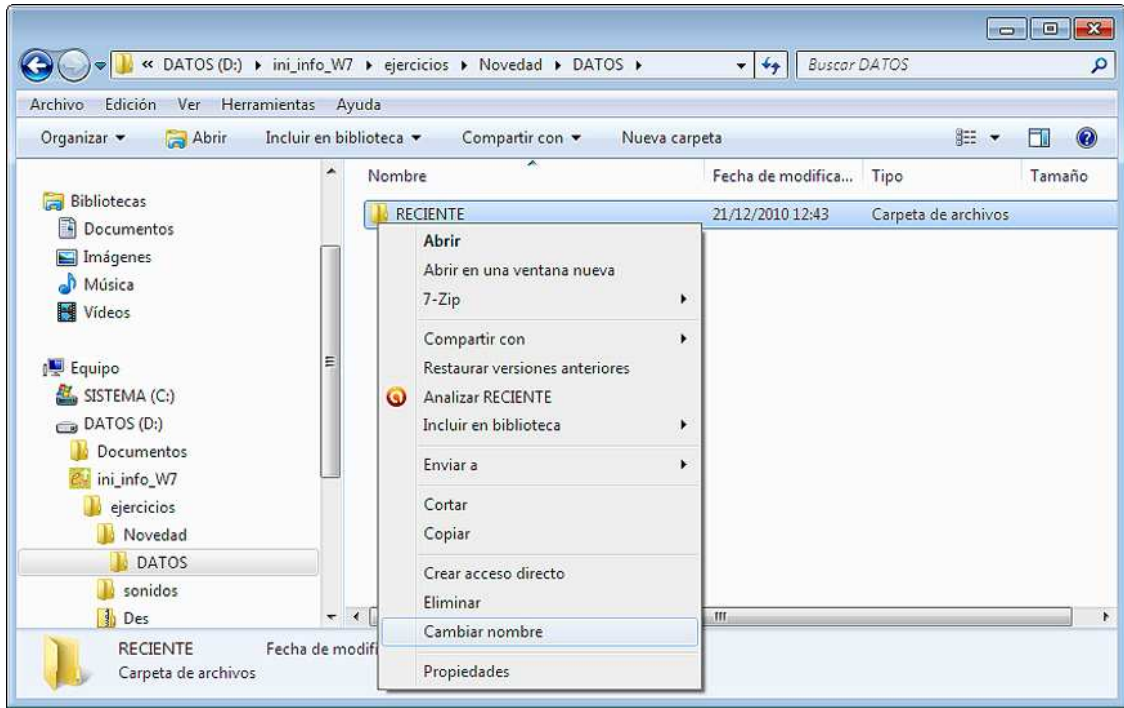 « DATOS (D:) ▸ ini_info_W7 ▸ ejercicios ▸ Novedad ▸ DATOS ▸
Buscar DATOS
Archivo Edición Ver Herramientas Ayuda
Organizar Abrir Incluir en biblioteca Compartir con Nueva carpeta
Bibliotecas
Documentos
Imágenes
Música
Vídeos
Equipo
SISTEMA (C:)
DATOS (D:)
Documentos
ini_info_W7
ejercicios
Novedad
DATOS
sonidos
Des
Nombre Fecha de modifica... Tipo Tamaño
RECIENTE 21/12/2010 12:43 Carpeta de archivos
Abrir
Abrir en una ventana nueva
7-Zip
Compartir con
Restaurar versiones anteriores
Analizar RECIENTE
Incluir en biblioteca
Enviar a
Cortar
Copiar
Crear acceso directo
Eliminar
Cambiar nombre
Propiedades
RECIENTE Fecha de modifi
Carpeta de archivos